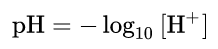 pH = − log₁₀ [H⁺]